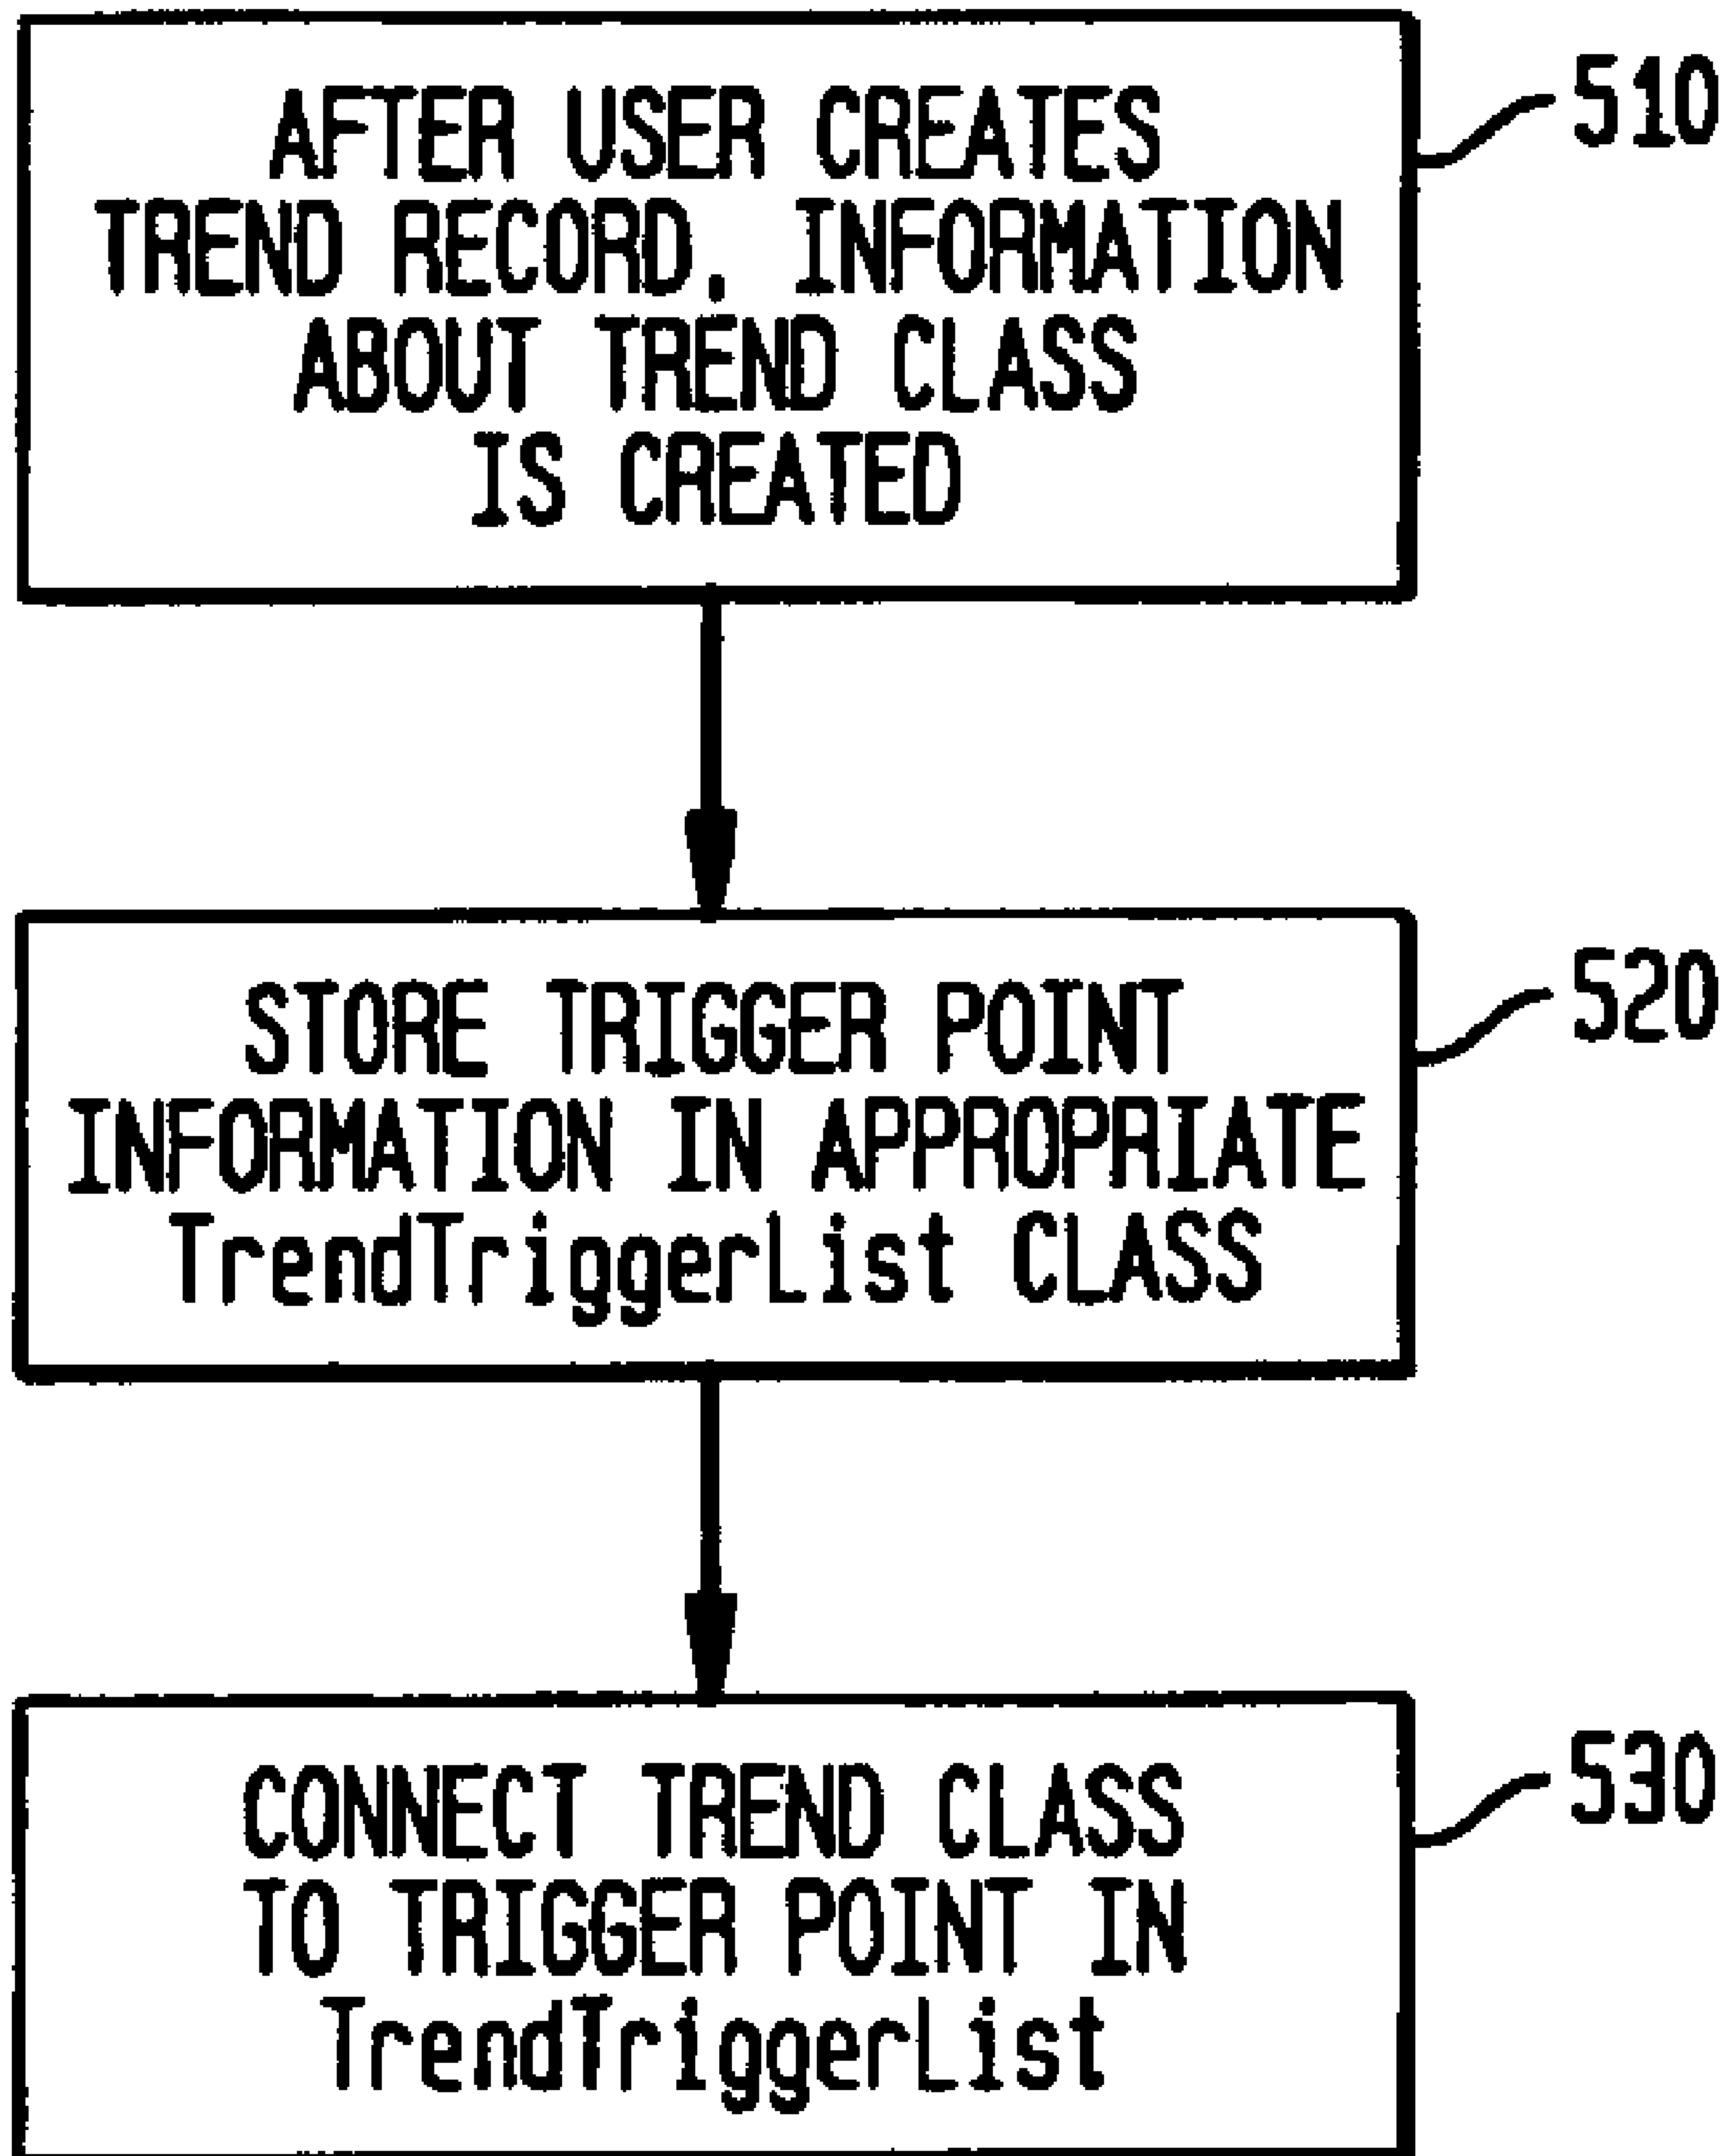 AFTER USER CREATES
TREND RECORD, INFORMATION
ABOUT TREND CLASS
IS CREATED
510
STORE TRIGGER POINT
INFORMATION IN APPROPRIATE
TrendTriggerList CLASS
520
CONNECT TREND CLASS
TO TRIGGER POINT IN
TrendTriggerList
530